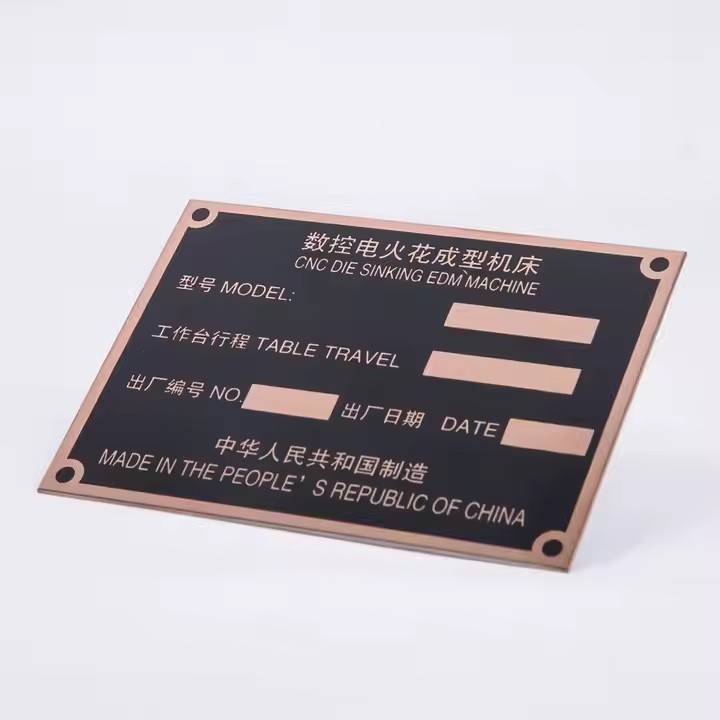 数控电火花成型机床
CNC DIE SINKING EDM MACHINE
型号 MODEL:
工作台行程 TABLE TRAVEL
出厂编号 NO. 出厂日期 DATE
中华人民共和国制造
MADE IN THE PEOPLE'S REPUBLIC OF CHINA